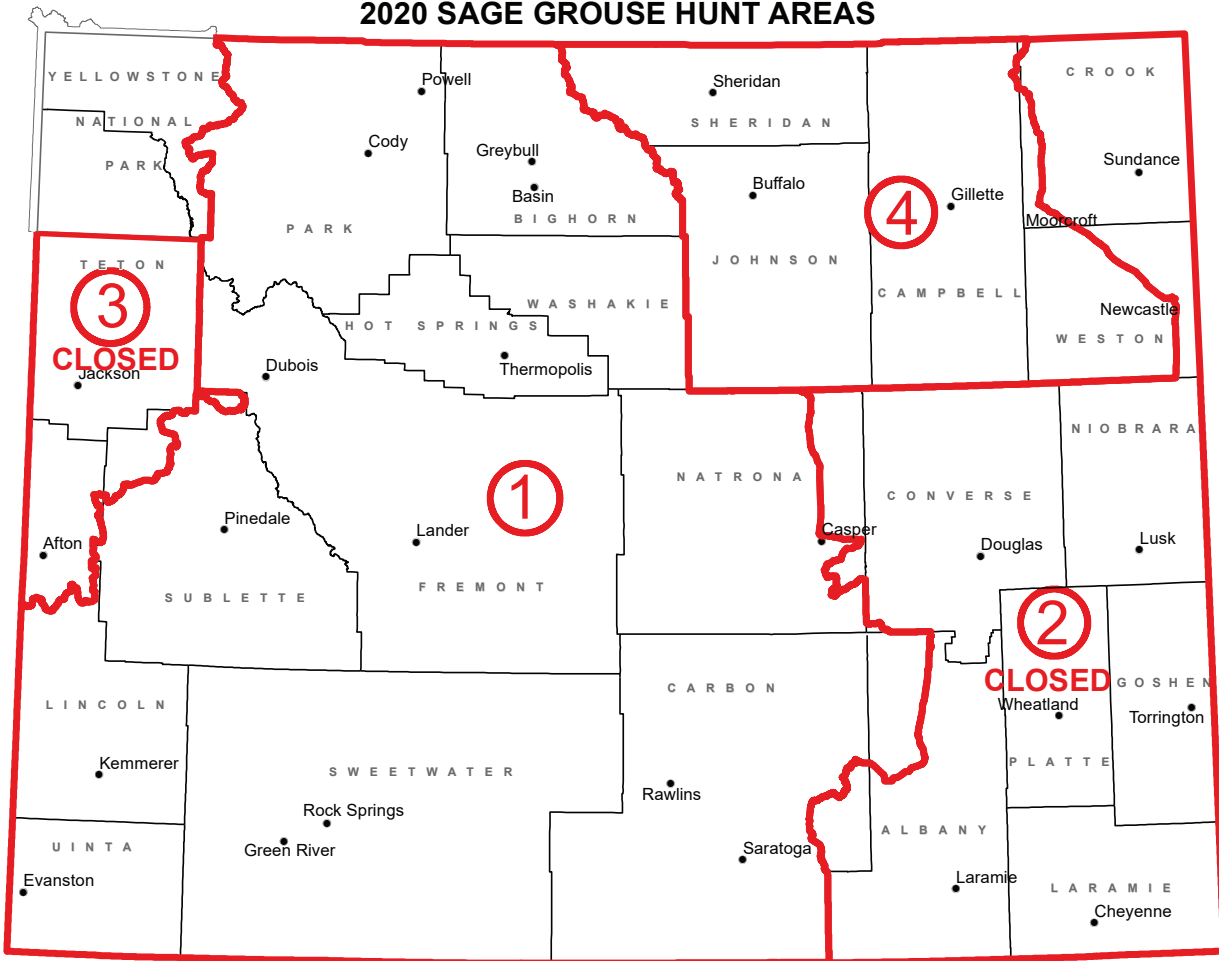 2020 SAGE GROUSE HUNT AREAS
YELLOWSTONE
NATIONAL
PARK
Powell
Cody
PARK
Greybull
Basin
BIGHORN
Sheridan
SHERIDAN
Buffalo
JOHNSON
4
Gillette
CAMPBELL
CROOK
Sundance
Moorcroft
Newcastle
WESTON
TETON
3
CLOSED
Jackson
Dubois
HOT SPRINGS
Thermopolis
WASHAKIE
NATRONA
Casper
CONVERSE
Douglas
NIOBRARA
Lusk
1
Lander
FREMONT
Pinedale
SUBLETTE
Afton
LINCOLN
Kemmerer
UINTA
Evanston
SWEETWATER
Rock Springs
Green River
CARBON
Rawlins
Saratoga
2
CLOSED
Wheatland
PLATTE
GOSHEN
Torrington
ALBANY
Laramie
LARAMIE
Cheyenne